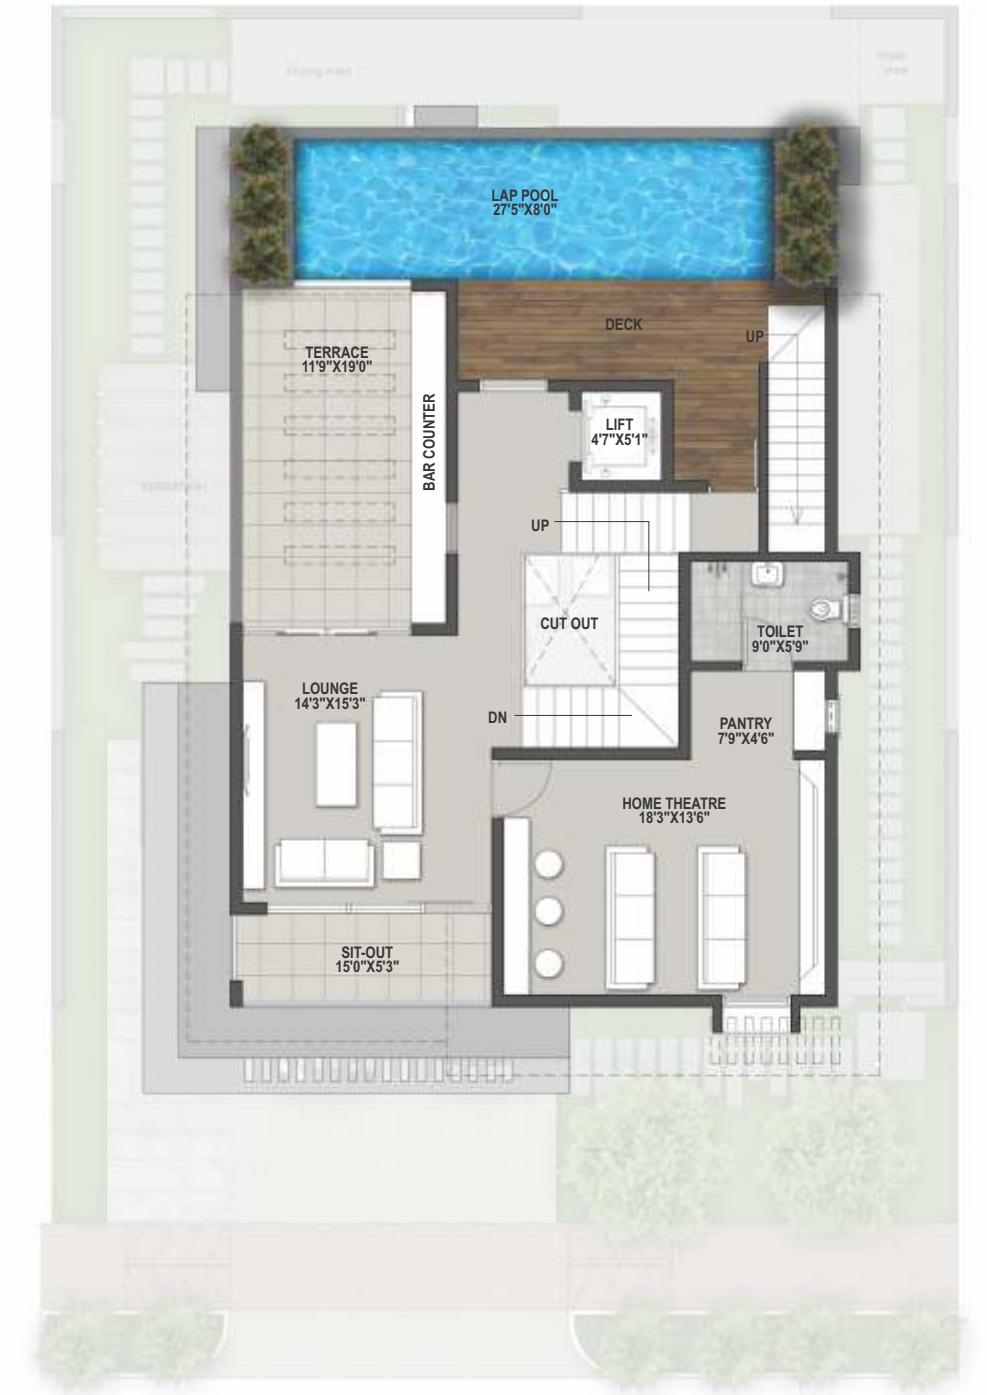 LAP POOL
27'5"X8'0"
DECK
UP
TERRACE
11'9"X19'0"
BAR COUNTER
LIFT
4'7"X5'1"
UP
CUT OUT
TOILET
9'0"X5'9"
LOUNGE
14'3"X15'3"
DN
PANTRY
7'9"X4'6"
HOME THEATRE
18'3"X13'6"
SIT-OUT
15'0"X5'3"